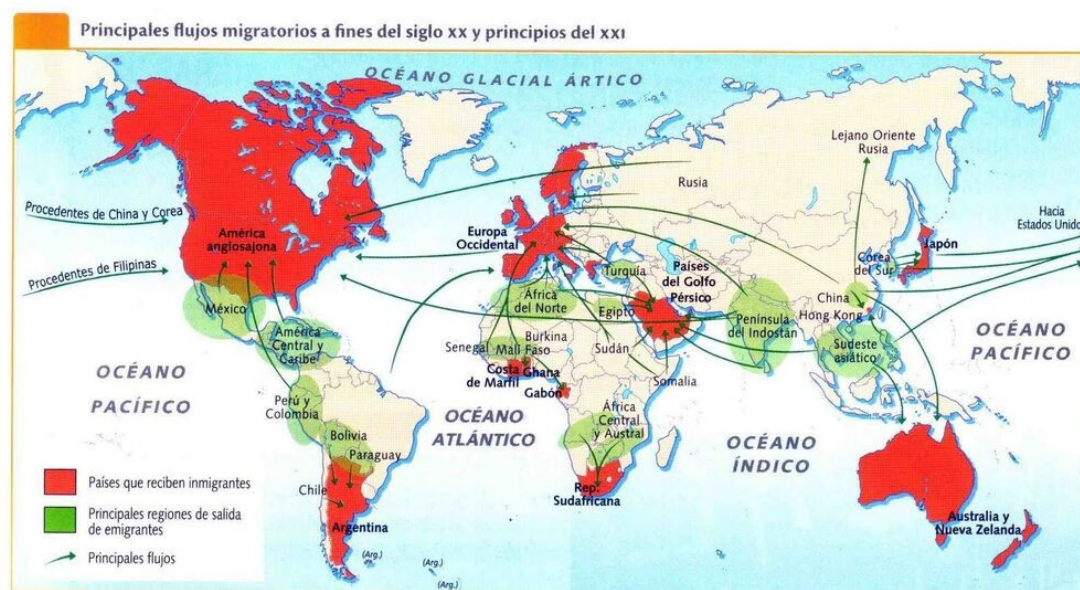 Principales flujos migratorios a fines del siglo XX y principios del XXI
OCÉANO GLACIAL ÁRTICO
Lejano Oriente
Rusia
Rusia
Procedentes de China y Corea
Hacia
Estados Unido
América
anglosajona
Europa
Occidental
Japón
Corea
del Sur
Procedentes de Filipinas
Turquía
Países
del Golfo
Pérsico
México
África
del Norte
Egipto
China
Hong Kong
Península
del Indostán
América
Central y
Caribe
Senegal
Malí
Burkina
Faso
Sudán
Sudeste
asiático
OCÉANO
PACÍFICO
OCÉANO
PACÍFICO
Costa
de Marfil
Ghana
Gabón
Somalia
Perú y
Colombia
OCÉANO
ATLÁNTICO
África
Central
y Austral
OCÉANO
ÍNDICO
Bolivia
Paraguay
Chile
Argentina
Rep.
Sudafricana
Australia y
Nueva Zelanda
(Arg.)
(Arg.)
(Arg.)
Países que reciben inmigrantes
Principales regiones de salida
de emigrantes
Principales flujos